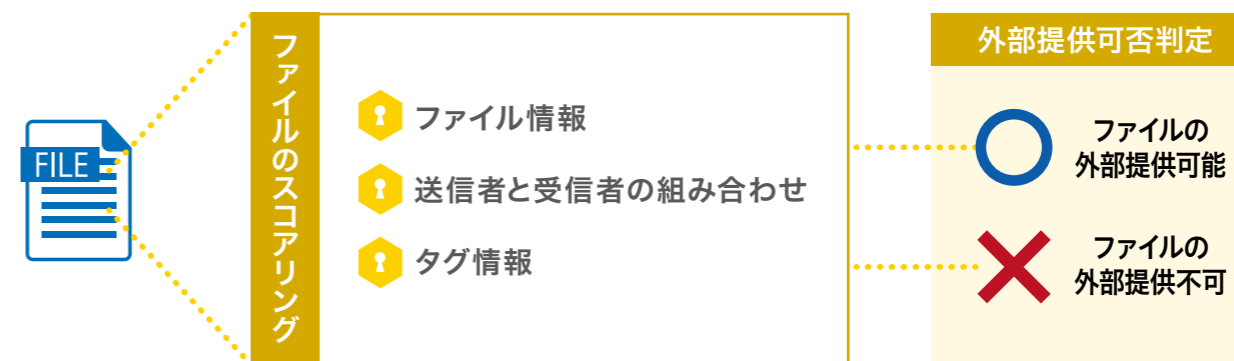 FILE
ファイルのスコアリング
ファイル情報
送信者と受信者の組み合わせ
タグ情報
外部提供可否判定
ファイルの
外部提供可能
ファイルの
外部提供不可